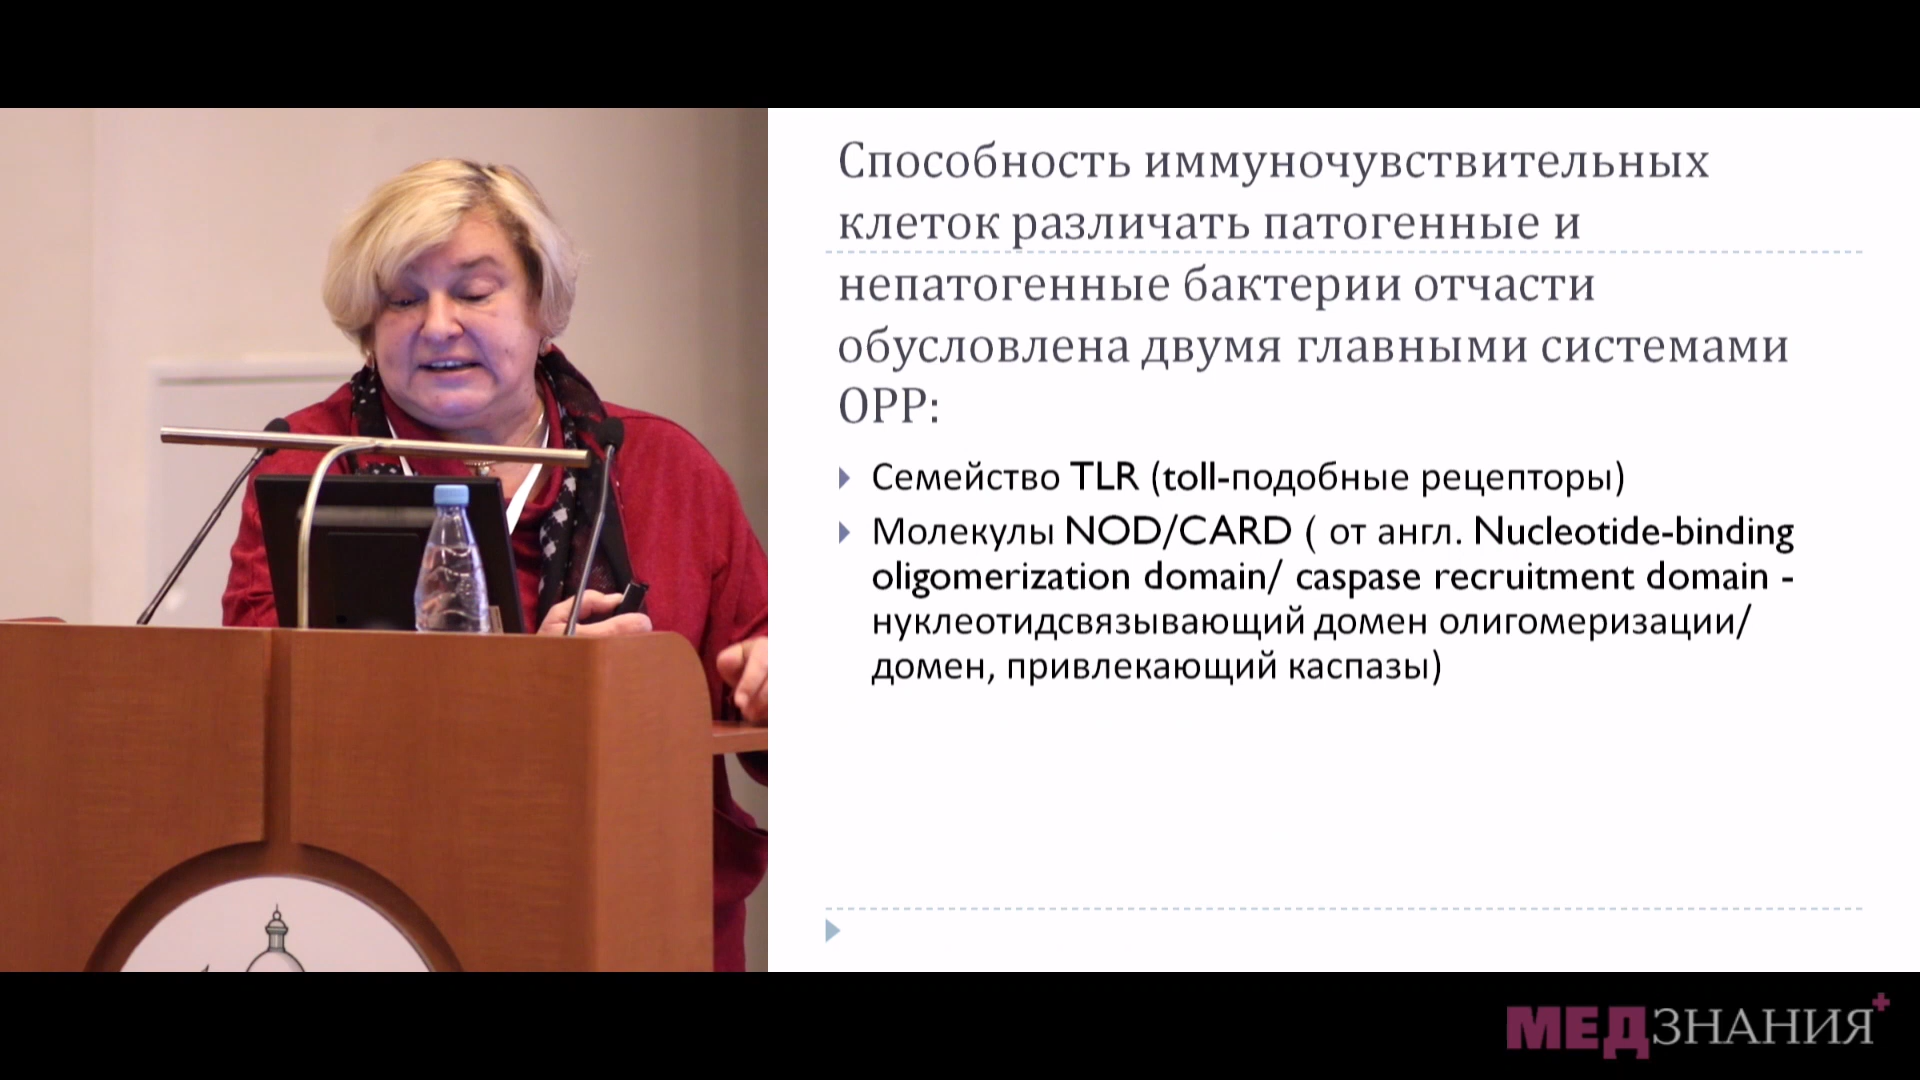 Способность иммуночувствительных
клеток различать патогенные и
непатогенные бактерии отчасти
обусловлена двумя главными системами
ОРР:
Семейство TLR (toll-подобные рецепторы)
Молекулы NOD/CARD ( от англ. Nucleotide-binding
oligomerization domain/ caspase recruitment domain -
нуклеотидсвязывающий домен олигомеризации/
домен, привлекающий каспазы)
МЕДЗНАНИЯ+